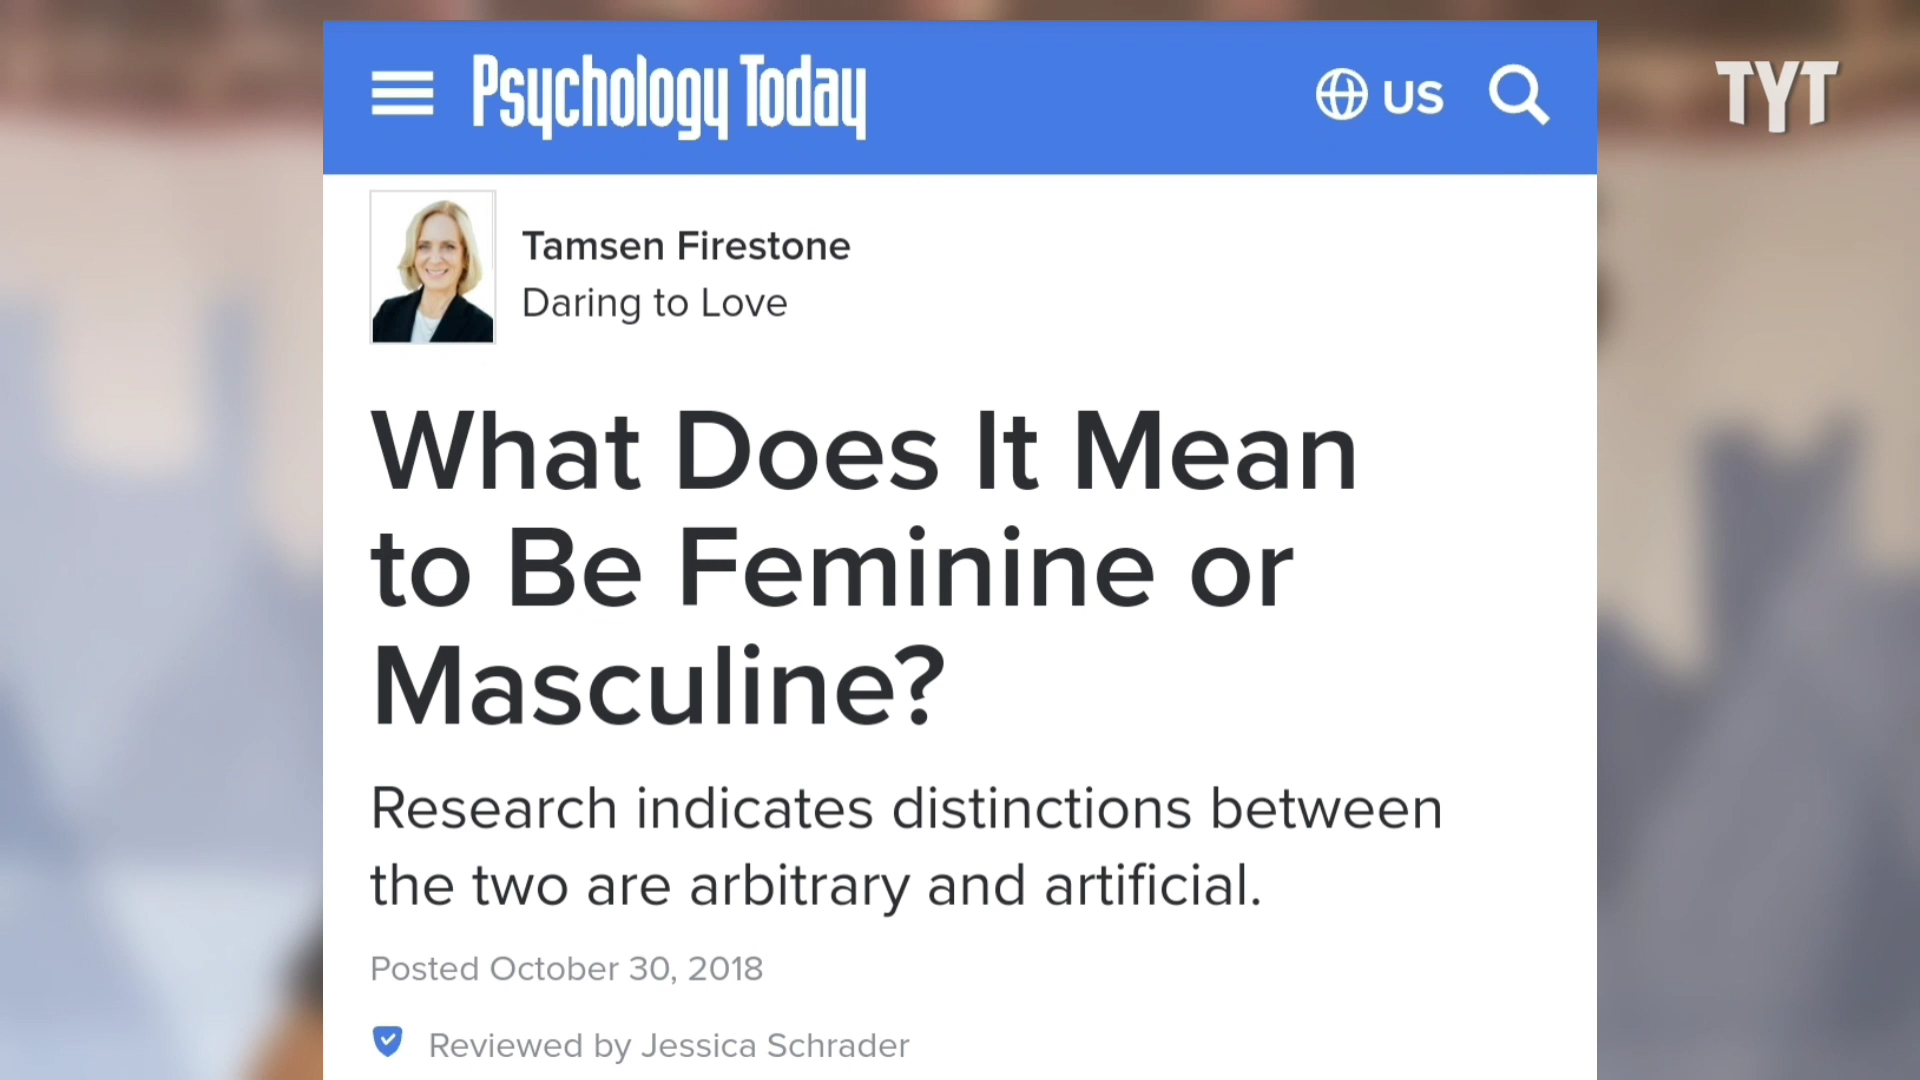 Psychology Today
US
TYT
Tamsen Firestone
Daring to Love
What Does It Mean
to Be Feminine or
Masculine?
Research indicates distinctions between
the two are arbitrary and artificial.
Posted October 30, 2018
Reviewed by Jessica Schrader